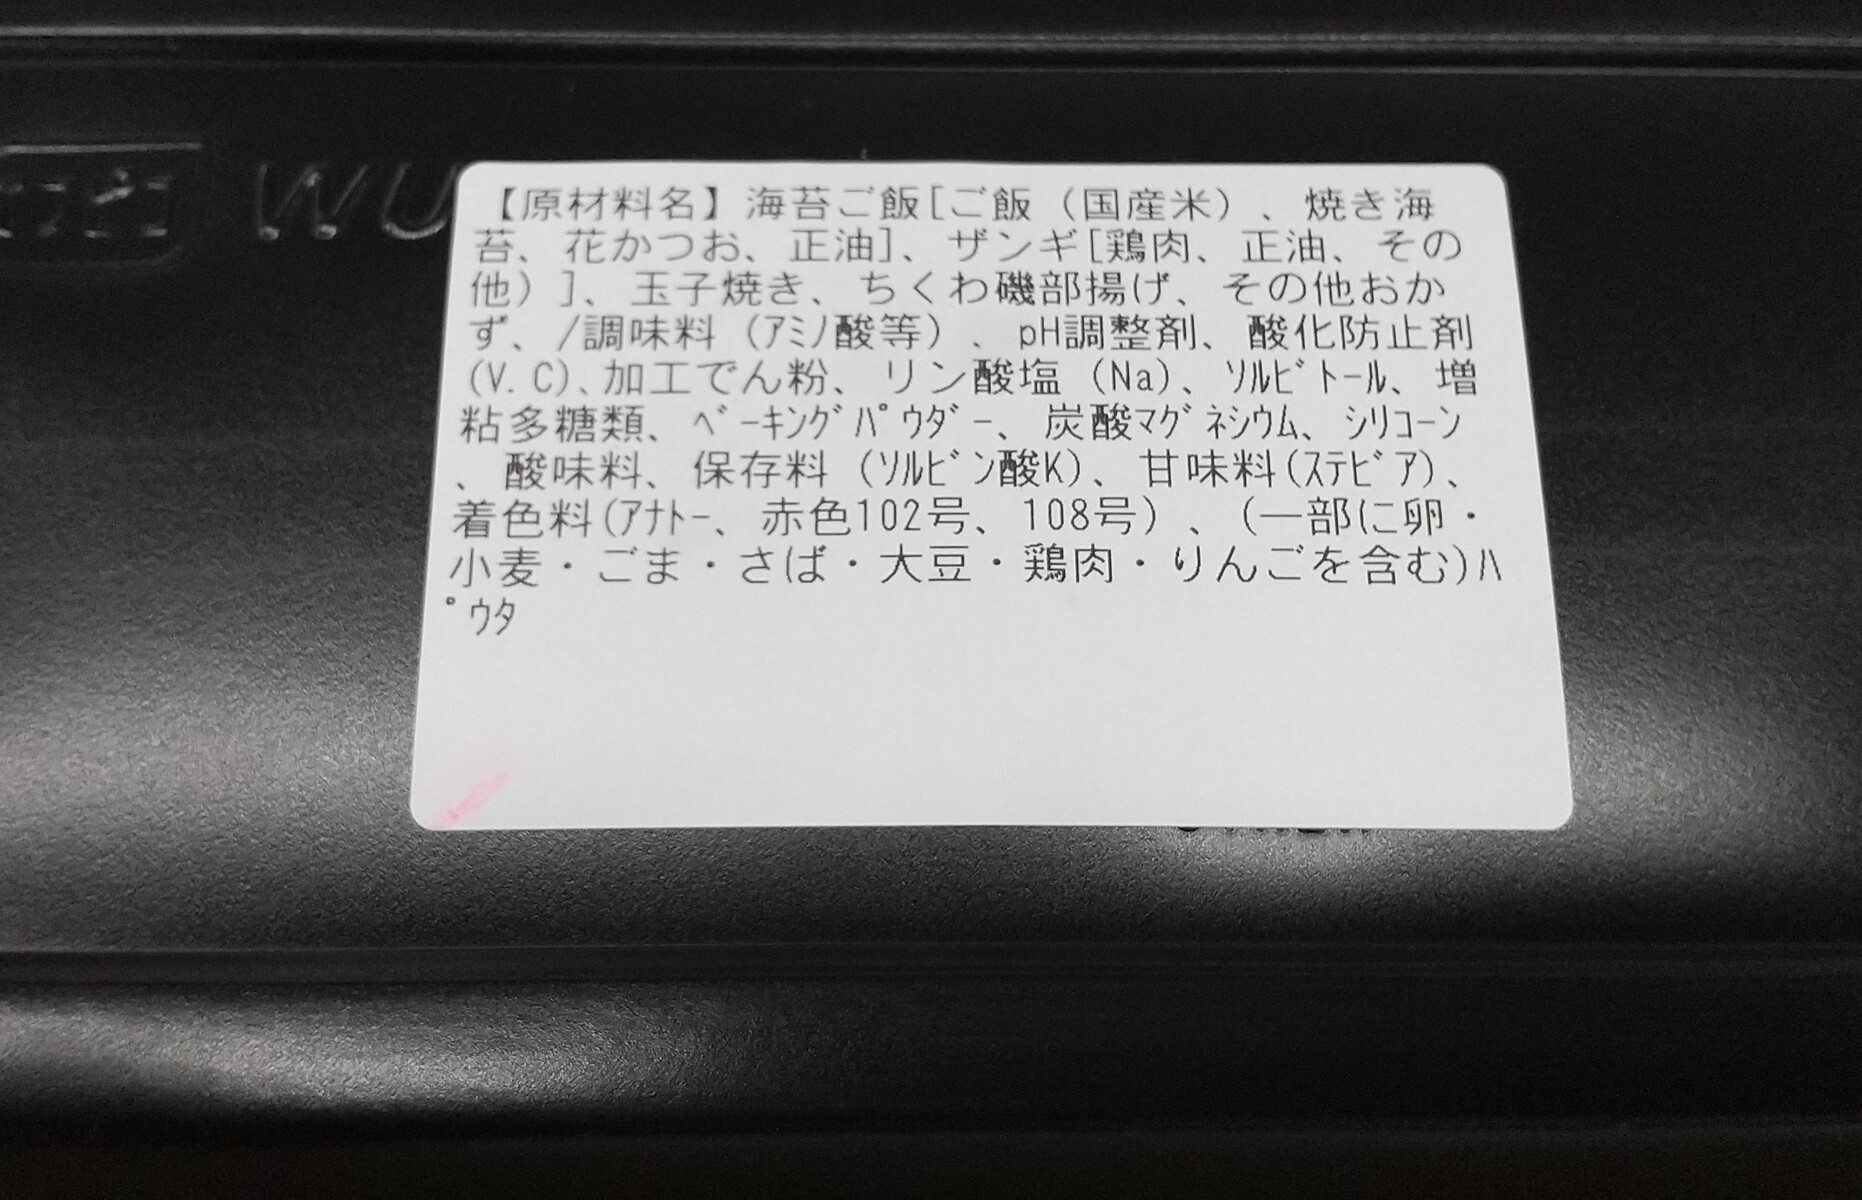 WU
【原材料名】海苔ご飯[ご飯（国産米）、焼き海
苔、花かつお、正油]、ザンギ[鶏肉、正油、その
他）]、玉子焼き、ちくわ磯部揚げ、その他おか
ず、/調味料（ｱﾐﾉ酸等）、pH調整剤、酸化防止剤
(V.C)、加工でん粉、リン酸塩（Na)、ｿﾙﾋﾞﾄｰﾙ、増
粘多糖類、ﾍﾞｰｷﾝｸﾞﾊﾟｳﾀﾞｰ、炭酸ﾏｸﾞﾈｼｳﾑ、ｼﾘｺｰﾝ
、酸味料、保存料（ｿﾙﾋﾞﾝ酸K)、甘味料(ｽﾃﾋﾞｱ)、
着色料(ｱﾅﾄｰ、赤色102号、108号）、（一部に卵・
小麦・ごま・さば・大豆・鶏肉・りんごを含む)ﾊ
ﾟｳﾀ